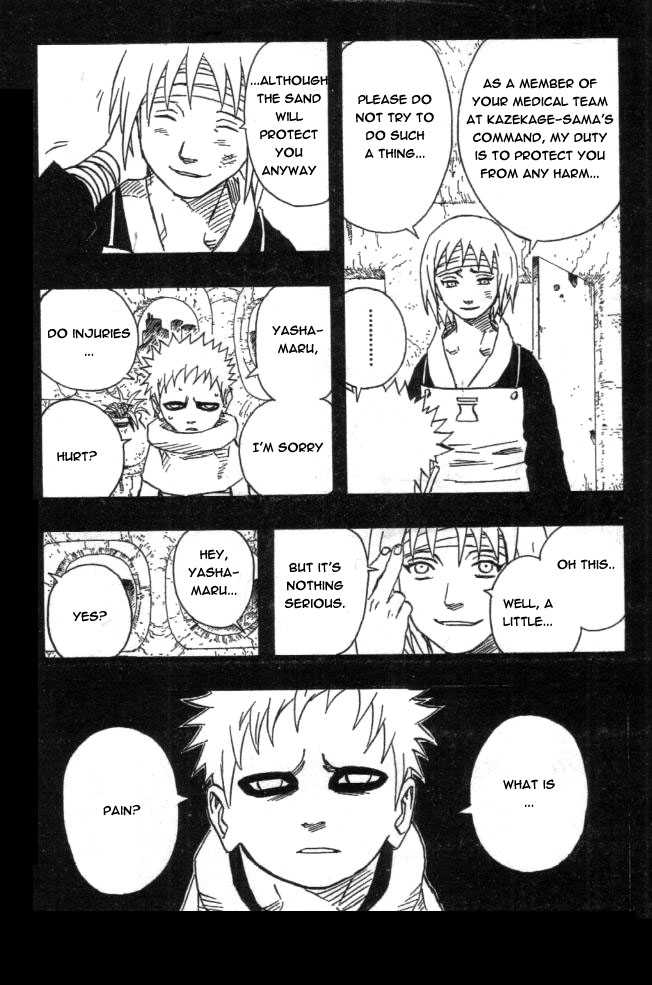 AS A MEMBER OF
YOUR MEDICAL TEAM
AT KAZEKAGE-SAMA'S
COMMAND, MY DUTY
IS TO PROTECT YOU
FROM ANY HARM...
PLEASE DO
NOT TRY TO
DO SUCH
A THING...
.........
...ALTHOUGH
THE SAND
WILL
PROTECT
YOU
ANYWAY
YASHA-
MARU,
I'M SORRY
DO INJURIES
...
HURT?
OH THIS..
WELL, A
LITTLE...
BUT IT'S
NOTHING
SERIOUS.
HEY,
YASHA-
MARU...
YES?
WHAT IS
...
PAIN?